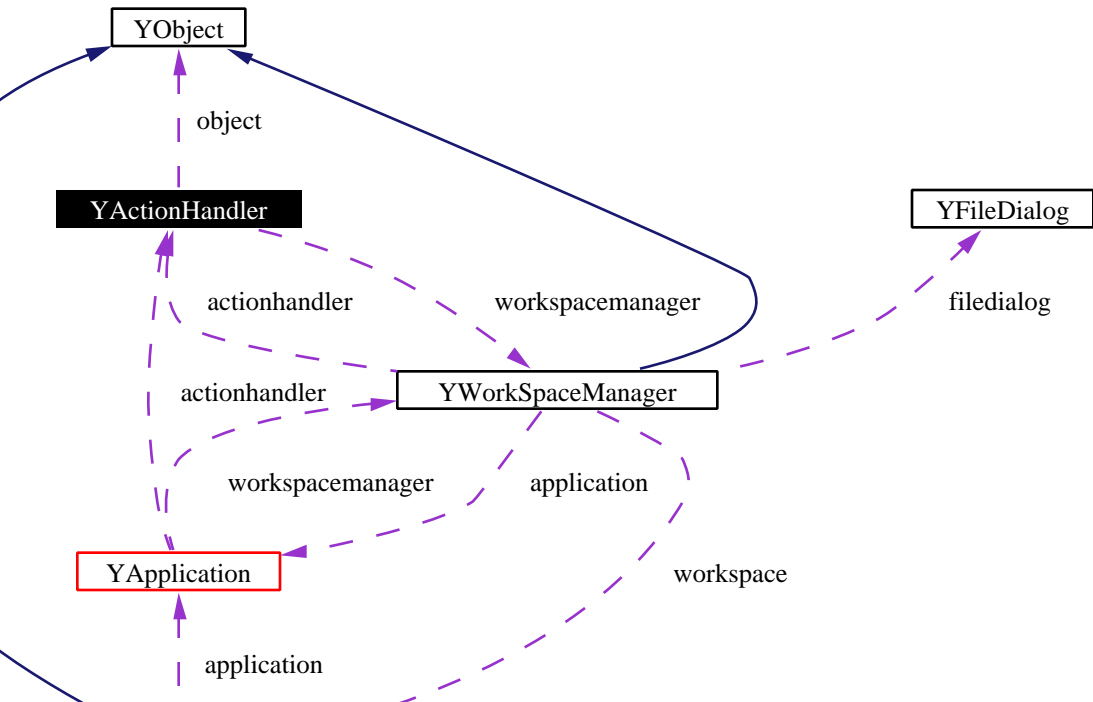 YObject
object
YActionHandler
YFileDialog
actionhandler
workspacemanager
filedialog
actionhandler
YWorkSpaceManager
workspacemanager
application
YApplication
workspace
application